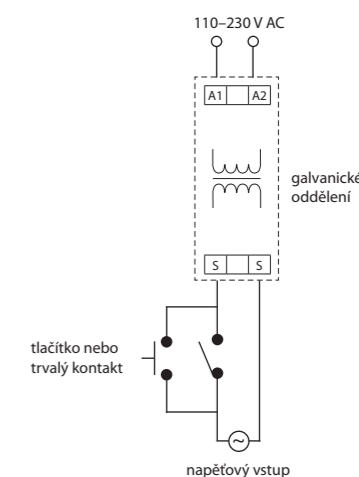 110–230 V AC
A1 A2
galvanické
oddělení
S S
tlačítko nebo
trvalý kontakt
napěťový vstup